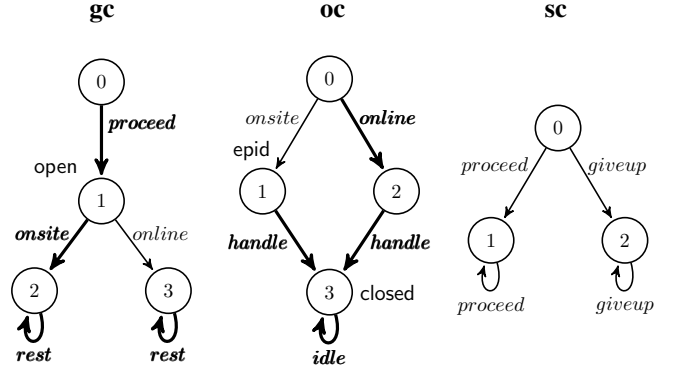 gc
0
proceed
open
1
onsite
online
2
3
rest
rest
oc
0
onsite
online
epid
1
2
handle
handle
3
closed
idle
sc
0
proceed
giveup
1
2
proceed
giveup